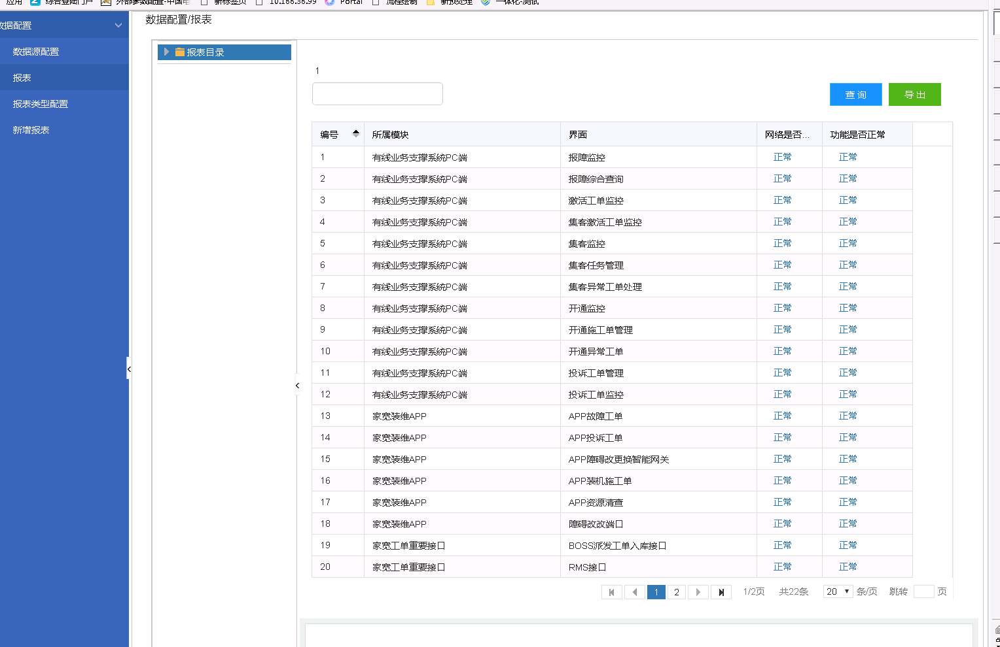 应用 综合登陆门户 外部参数配置-中国电 新标签页 10.188.38.99 Portal 流程绘制 新预处理 一体化-测试
数据配置
数据源配置
报表
报表类型配置
新增报表
数据配置/报表
报表目录
1
查 询 导 出
编号 所属模块 界面 网络是否... 功能是否正常
1 有线业务支撑系统PC端 报障监控 正常 正常
2 有线业务支撑系统PC端 报障综合查询 正常 正常
3 有线业务支撑系统PC端 激活工单监控 正常 正常
4 有线业务支撑系统PC端 集客激活工单监控 正常 正常
5 有线业务支撑系统PC端 集客监控 正常 正常
6 有线业务支撑系统PC端 集客任务管理 正常 正常
7 有线业务支撑系统PC端 集客异常工单处理 正常 正常
8 有线业务支撑系统PC端 开通监控 正常 正常
9 有线业务支撑系统PC端 开通施工单管理 正常 正常
10 有线业务支撑系统PC端 开通异常工单 正常 正常
11 有线业务支撑系统PC端 投诉工单管理 正常 正常
12 有线业务支撑系统PC端 投诉工单监控 正常 正常
13 家宽装维APP APP故障工单 正常 正常
14 家宽装维APP APP投诉工单 正常 正常
15 家宽装维APP APP障碍改更换智能网关 正常 正常
16 家宽装维APP APP装机施工单 正常 正常
17 家宽装维APP APP资源清查 正常 正常
18 家宽装维APP 障碍改改端口 正常 正常
19 家宽工单重要接口 BOSS派发工单入库接口 正常 正常
20 家宽工单重要接口 RMS接口 正常 正常
1 2 1/2页 共22条 20 条/页 跳转 页